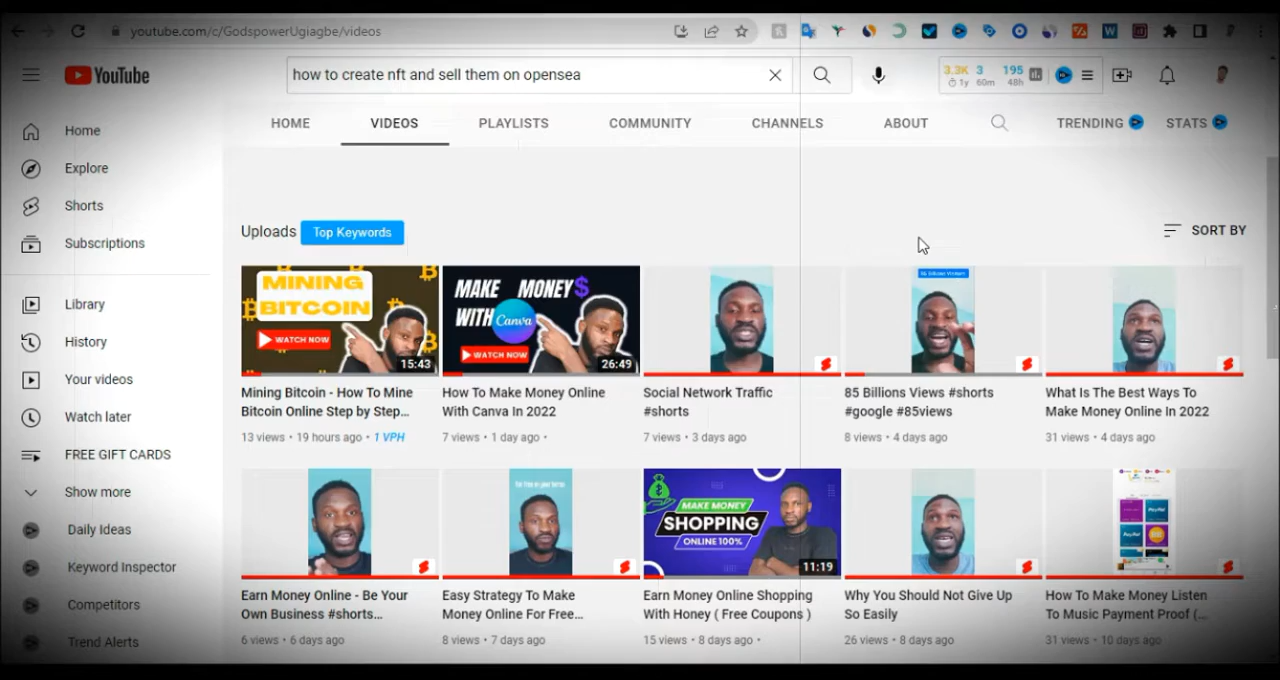 youtube.com/c/GodspowerUgiagbe/videos
YouTube
how to create nft and sell them on opensea
3.3K 3 195
1y 60m 48h
HOME VIDEOS PLAYLISTS COMMUNITY CHANNELS ABOUT TRENDING STATS
Home
Explore
Shorts
Subscriptions
Library
History
Your videos
Watch later
FREE GIFT CARDS
Show more
Daily Ideas
Keyword Inspector
Competitors
Trend Alerts
Uploads Top Keywords SORT BY
MINING
BITCOIN
WATCH NOW
15:43
Mining Bitcoin - How To Mine
Bitcoin Online Step by Step...
13 views • 19 hours ago • 1 VPH
MAKE MONEY$
WITH Canva
WATCH NOW
26:49
How To Make Money Online
With Canva In 2022
7 views • 1 day ago •
Social Network Traffic
#shorts
7 views • 3 days ago
85 Billions Views #shorts
#google #85views
8 views • 4 days ago
What Is The Best Ways To
Make Money Online In 2022
31 views • 4 days ago
Earn Money Online - Be Your
Own Business #shorts...
6 views • 6 days ago
Easy Strategy To Make
Money Online For Free...
8 views • 7 days ago
MAKE MONEY
SHOPPING
ONLINE 100%
11:19
Earn Money Online Shopping
With Honey ( Free Coupons )
15 views • 8 days ago •
Why You Should Not Give Up
So Easily
26 views • 8 days ago
PayPal
PayPal
How To Make Money Listen
To Music Payment Proof (...
31 views • 10 days ago